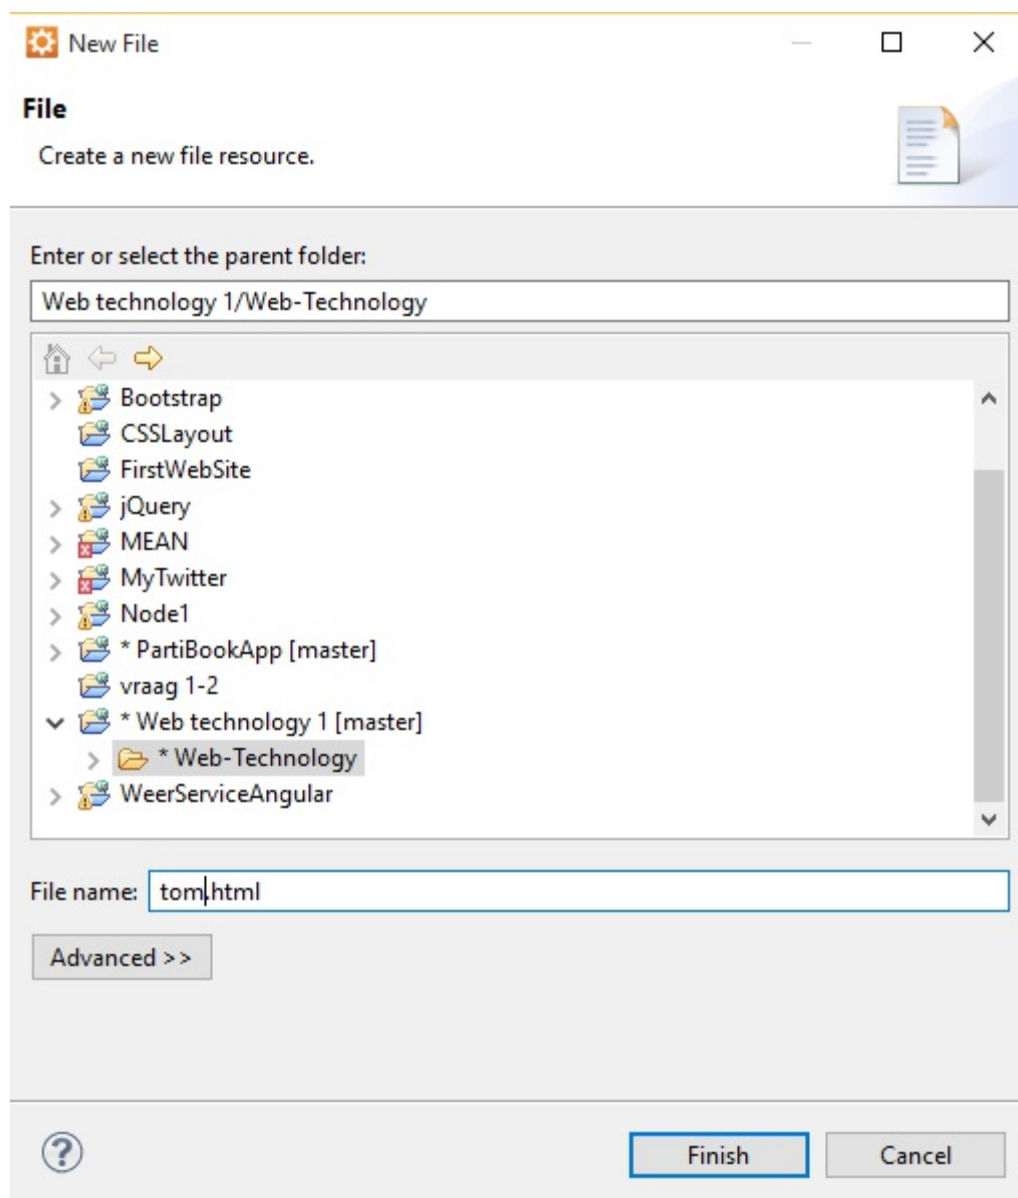 New File
File
Create a new file resource.
Enter or select the parent folder:
Web technology 1/Web-Technology
Bootstrap
CSSLayout
FirstWebSite
jQuery
MEAN
MyTwitter
Node1
* PartiBookApp [master]
vraag 1-2
* Web technology 1 [master]
* Web-Technology
WeerServiceAngular
File name: tom.html
Advanced >>
Finish Cancel